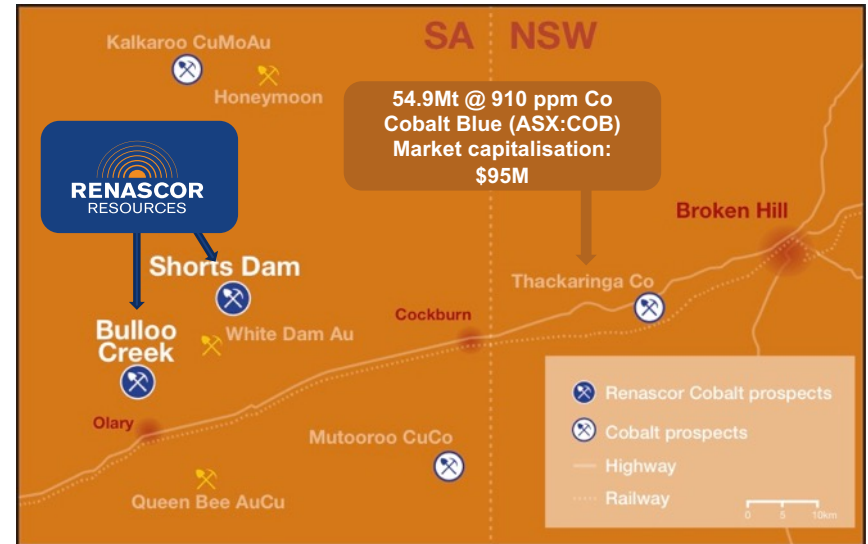 SA NSW
Kalkaroo CuMoAu
Honeymoon
54.9Mt @ 910 ppm Co
Cobalt Blue (ASX:COB)
Market capitalisation:
$95M
RENASCOR
RESOURCES
Broken Hill
Shorts Dam
Thackaringa Co
Cockburn
Bulloo
Creek
White Dam Au
Olary
Mutooroo CuCo
Queen Bee AuCu
Renascor Cobalt prospects
Cobalt prospects
Highway
Railway
0 5 10km